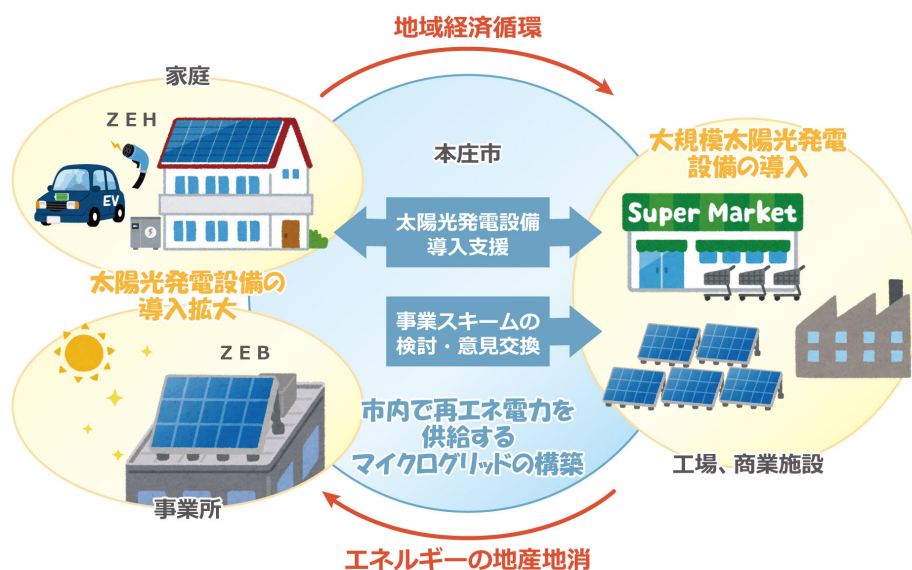 地域経済循環
家庭
ZEH
EV
本庄市
大規模太陽光発電
設備の導入
Super Market
太陽光発電設備
導入支援
太陽光発電設備の
導入拡大
事業スキームの
検討・意見交換
ZEB
市内で再エネ電力を
供給する
マイクログリッドの構築
工場、商業施設
事業所
エネルギーの地産地消